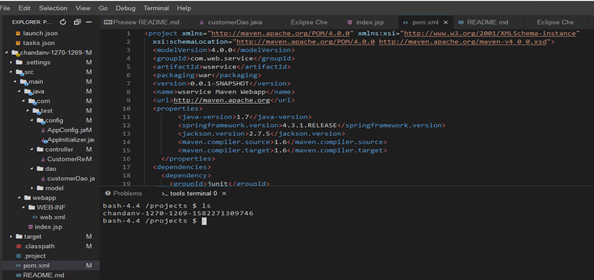 File Edit Selection View Go Debug Terminal Help
EXPLORER: P...
launch.json
tasks.json
chandanv-1270-1269-1
.settings M
src
main
java
com
test
config
AppConfig.ja M
AppInitializer.java
controller M
CustomerRes M
dao
customerDao.java
model M
webapp
WEB-INF
web.xml
index.jsp
target M
.classpath M
.project
pom.xml M
README.md
Preview README.md customerDao.java Eclipse Che index.jsp pom.xml README.md Eclipse Che
1 <project xmlns="http://maven.apache.org/POM/4.0.0" xmlns:xsi="http://www.w3.org/2001/XMLSchema-instance"
2 xsi:schemaLocation="http://maven.apache.org/POM/4.0.0 http://maven.apache.org/maven-v4_0_0.xsd">
3 <modelVersion>4.0.0</modelVersion>
4 <groupId>com.web.service</groupId>
5 <artifactId>wservice</artifactId>
6 <packaging>war</packaging>
7 <version>0.0.1-SNAPSHOT</version>
8 <name>wservice Maven Webapp</name>
9 <url>http://maven.apache.org</url>
10 <properties>
11 <java-version>1.7</java-version>
12 <springframework.version>4.3.1.RELEASE</springframework.version>
13 <jackson.version>2.7.5</jackson.version>
14 <maven.compiler.source>1.6</maven.compiler.source>
15 <maven.compiler.target>1.6</maven.compiler.target>
16 </properties>
17 <dependencies>
18 <dependency>
19 <groupId>junit</groupId>
Problems >_ tools terminal 0
bash-4.4 /projects $ ls
chandanv-1270-1269-1582271309746
bash-4.4 /projects $